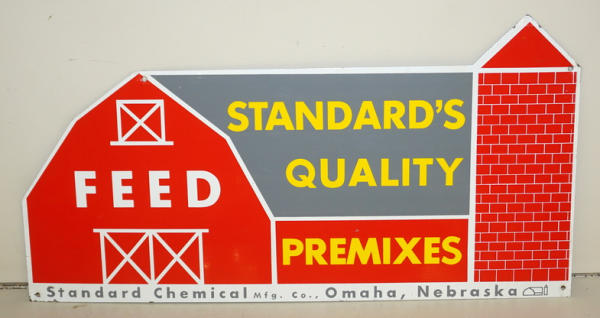 FEED
STANDARD'S
QUALITY
PREMIXES
Standard Chemical Mfg. Co., Omaha, Nebraska